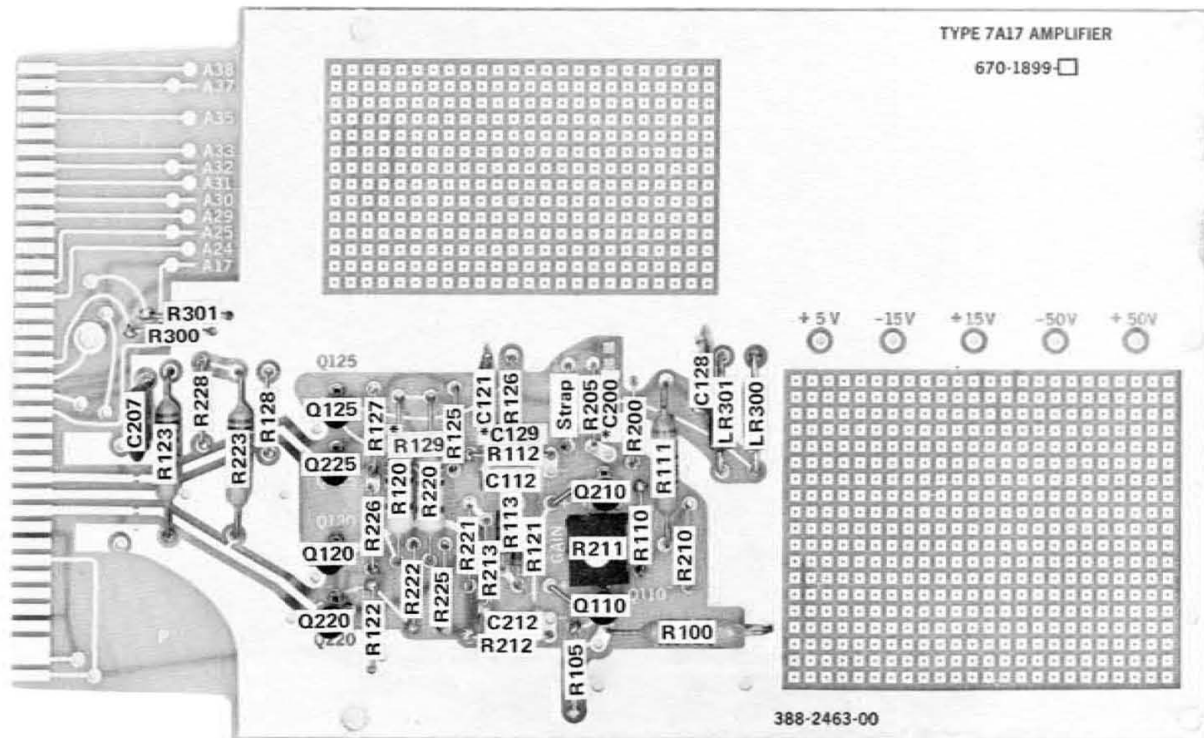 TYPE 7A17 AMPLIFIER
670-1899-
A38
A37
A35
A33
A32
A31
A30
A29
A25
A24
A17
R301
R300
+ 5V
-15V
+15V
-50V
+ 50V
C207
R123
R228
R223
R128
Q125
Q125
Q225
Q120
Q120
Q220
Q220
R127
R226
R122
*
R129
R120
R220
R222
R225
R125
R221
C121
R126
*
C129
R112
C112
R113
R213
R121
C212
R212
Strap
R205
*C200
R200
GAIN
Q210
R211
Q110
Q110
R110
R111
R210
R105
R100
C128
LR301
LR300
P
388-2463-00